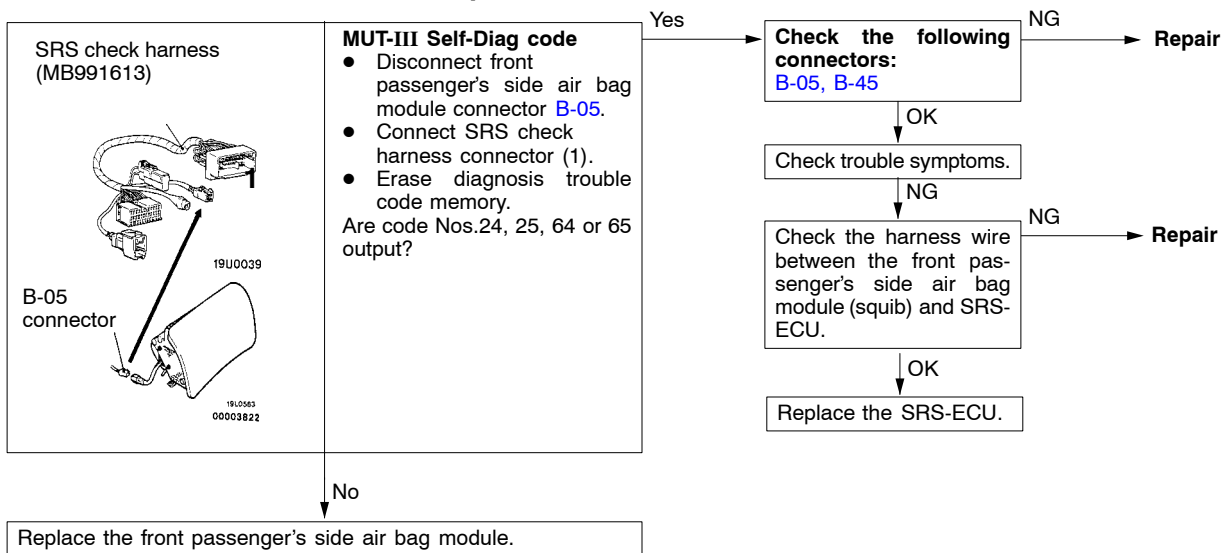 SRS check harness
(MB991613)
19U0039
B-05
connector
19L0563
00003822
MUT-III Self-Diag code
● Disconnect front
passenger's side air bag
module connector B-05.
● Connect SRS check
harness connector (1).
● Erase diagnosis trouble
code memory.
Are code Nos.24, 25, 64 or 65
output?
Yes
Check the following
connectors:
B-05, B-45
NG
Repair
OK
Check trouble symptoms.
NG
Check the harness wire
between the front pas-
senger's side air bag
module (squib) and SRS-
ECU.
NG
Repair
OK
Replace the SRS-ECU.
No
Replace the front passenger's side air bag module.